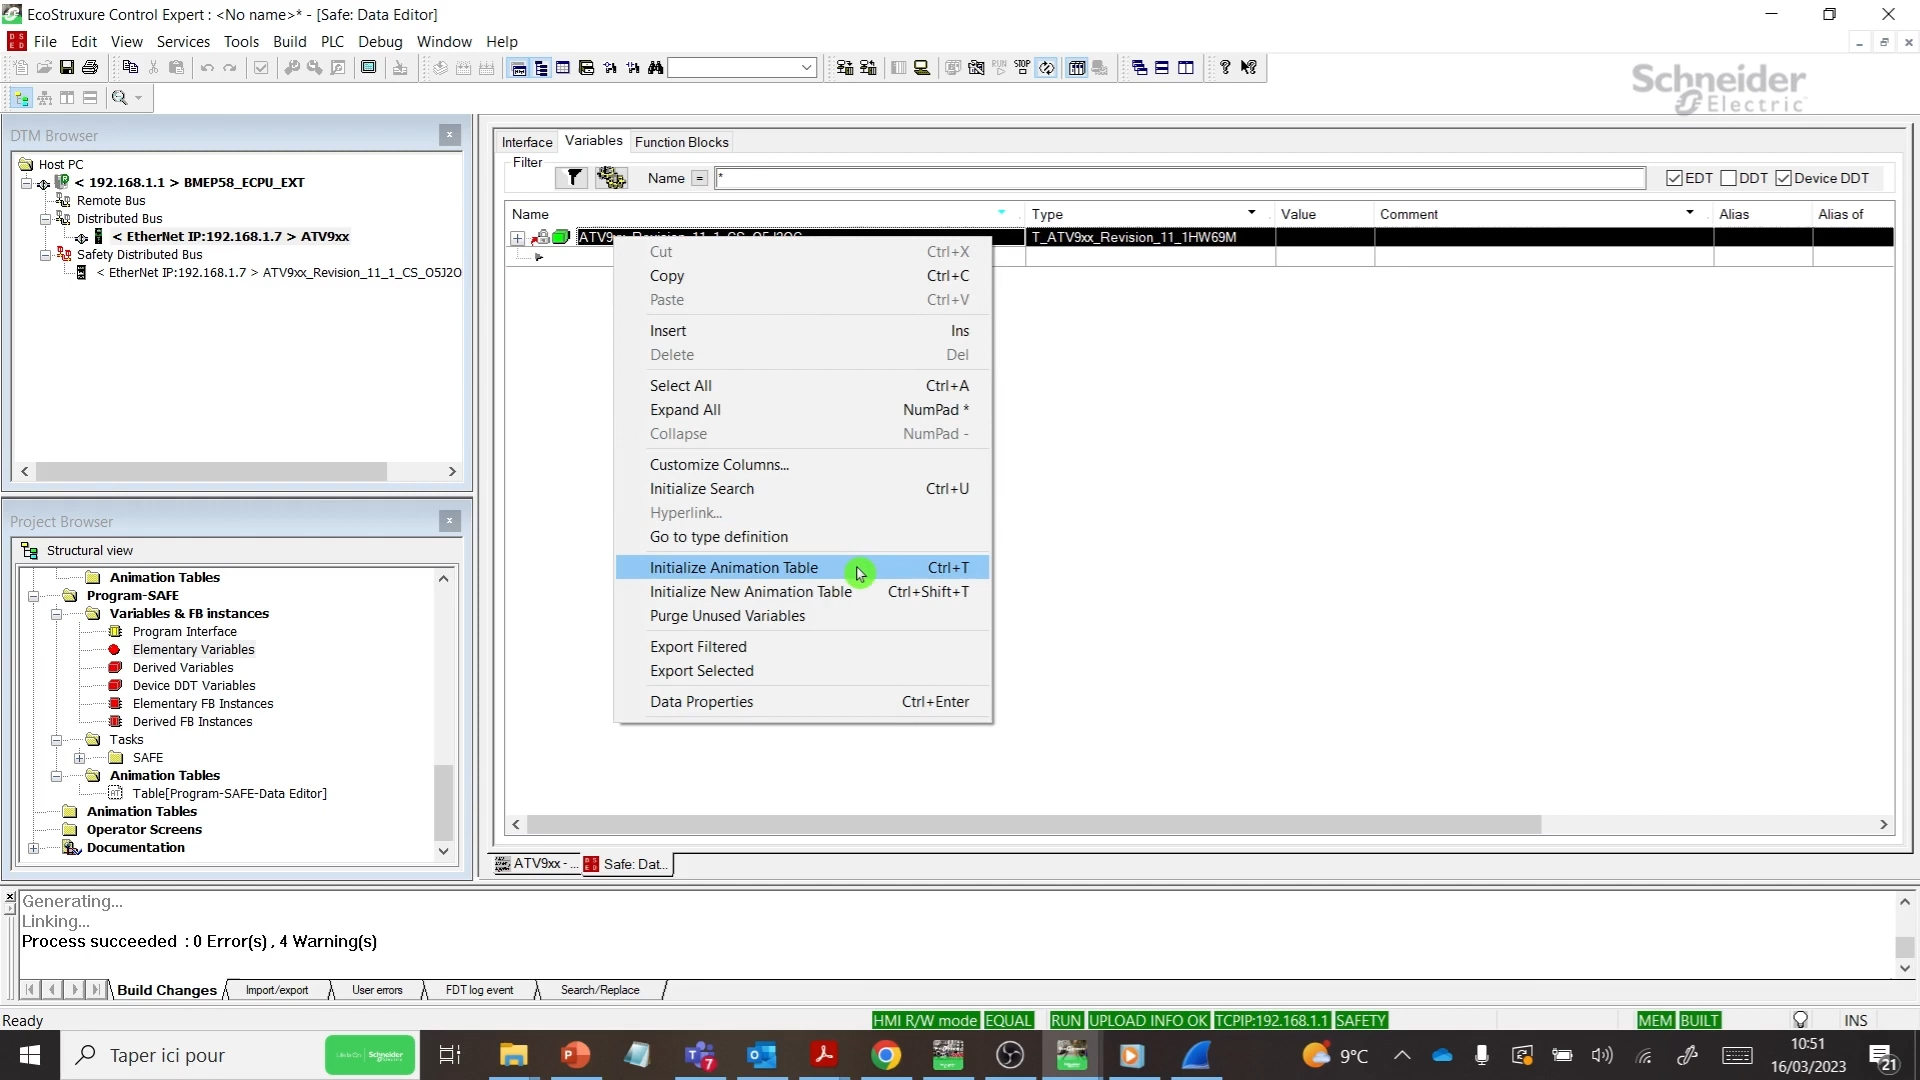 EcoStruxure Control Expert : <No name>* - [Safe: Data Editor]
File Edit View Services Tools Build PLC Debug Window Help
Schneider Electric
DTM Browser
Host PC
< 192.168.1.1 > BMEP58_ECPU_EXT
Remote Bus
Distributed Bus
< EtherNet IP:192.168.1.7 > ATV9xx
Safety Distributed Bus
< EtherNet IP:192.168.1.7 > ATV9xx_Revision_11_1_CS_O5J2O
Project Browser
Structural view
Animation Tables
Program-SAFE
Variables & FB instances
Program Interface
Elementary Variables
Derived Variables
Device DDT Variables
Elementary FB Instances
Derived FB Instances
Tasks
SAFE
Animation Tables
Table[Program-SAFE-Data Editor]
Animation Tables
Operator Screens
Documentation
Interface Variables Function Blocks
Filter
Name = * EDT DDT Device DDT
Name Type Value Comment Alias Alias of
T_ATV9xx_Revision_11_1HW69M
Cut Ctrl+X
Copy Ctrl+C
Paste Ctrl+V
Insert Ins
Delete Del
Select All Ctrl+A
Expand All NumPad *
Collapse NumPad -
Customize Columns...
Initialize Search Ctrl+U
Hyperlink...
Go to type definition
Initialize Animation Table Ctrl+T
Initialize New Animation Table Ctrl+Shift+T
Purge Unused Variables
Export Filtered
Export Selected
Data Properties Ctrl+Enter
ATV9xx - ... Safe: Dat...
Generating...
Linking...
Process succeeded : 0 Error(s) , 4 Warning(s)
Build Changes Import/export User errors FDT log event Search/Replace
Ready HMI R/W mode EQUAL RUN UPLOAD INFO OK TCPIP:192.168.1.1 SAFETY MEM BUILT INS
Taper ici pour
9°C
10:51
16/03/2023
21